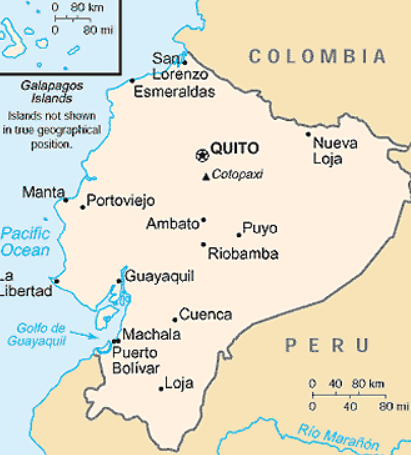 0 80 km
0 80 mi
Galapagos
Islands
Islands not shown
in true geographical
position.
COLOMBIA
San
Lorenzo
Esmeraldas
QUITO
Cotopaxi
Nueva
Loja
Manta
Portoviejo
Ambato
Puyo
Riobamba
Pacific
Ocean
La
Libertad
Guayaquil
Golfo de
Guayaquil
Cuenca
Machala
Puerto
Bolívar
Loja
PERU
0 40 80 km
0 40 80 mi
Río Marañón